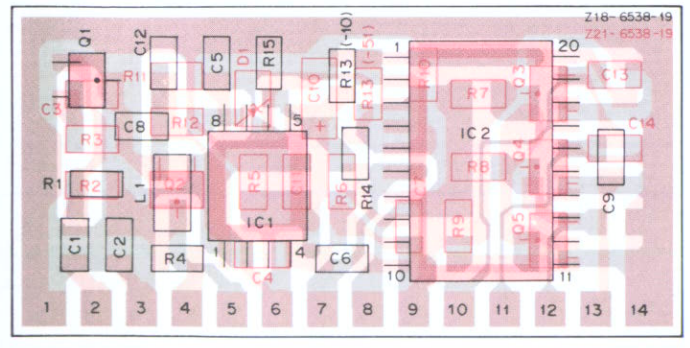 Z18-6538-19
Z21-6538-19
Q1
C12
C5
D1
R15
R13 (-10)
R13 (-51)
1
20
R11
C10
R10
R7
Q3
C13
C3
R3
C8
R12
8
5
+
IC2
Q4
C14
R1
R2
L1
Q2
R5
R6
R14
R8
C9
IC1
R9
Q5
C1
C2
R4
1
4
C4
C6
10
11
1 2 3 4 5 6 7 8 9 10 11 12 13 14